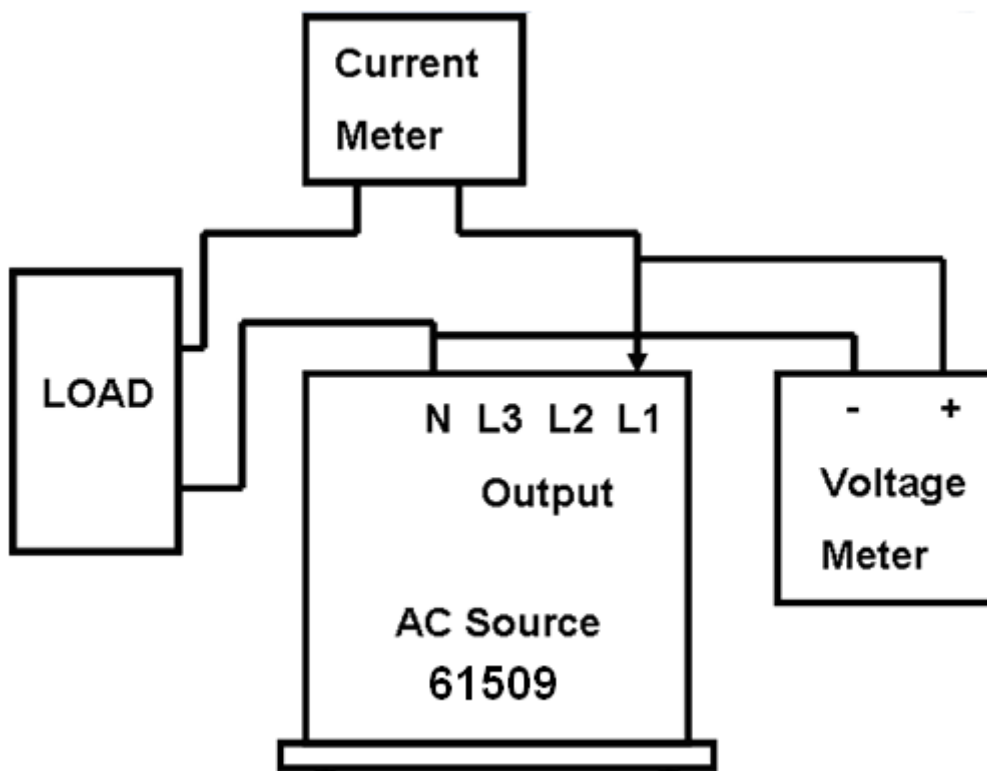 Current
Meter
LOAD
N L3 L2 L1
Output
AC Source
61509
- +
Voltage
Meter